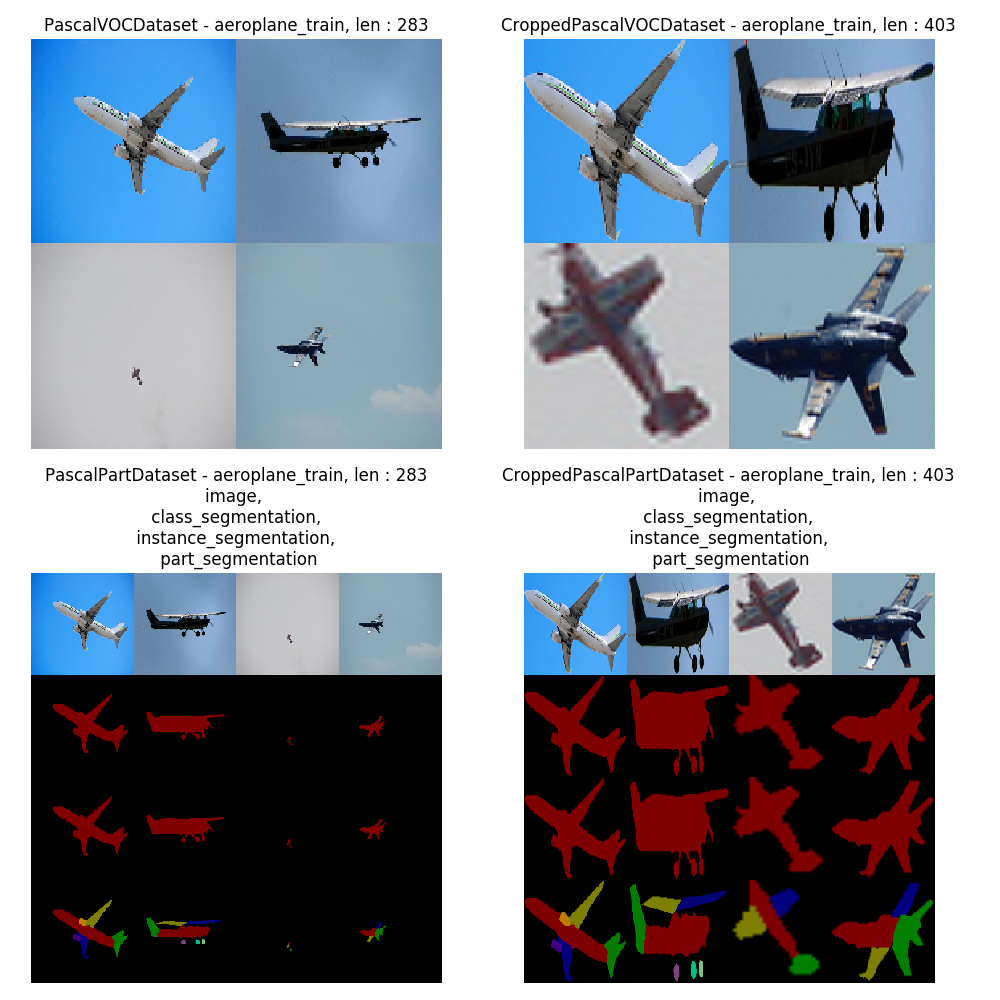 PascalVOCDataset - aeroplane_train, len : 283
CroppedPascalVOCDataset - aeroplane_train, len : 403
PascalPartDataset - aeroplane_train, len : 283
image,
class_segmentation,
instance_segmentation,
part_segmentation
CroppedPascalPartDataset - aeroplane_train, len : 403
image,
class_segmentation,
instance_segmentation,
part_segmentation